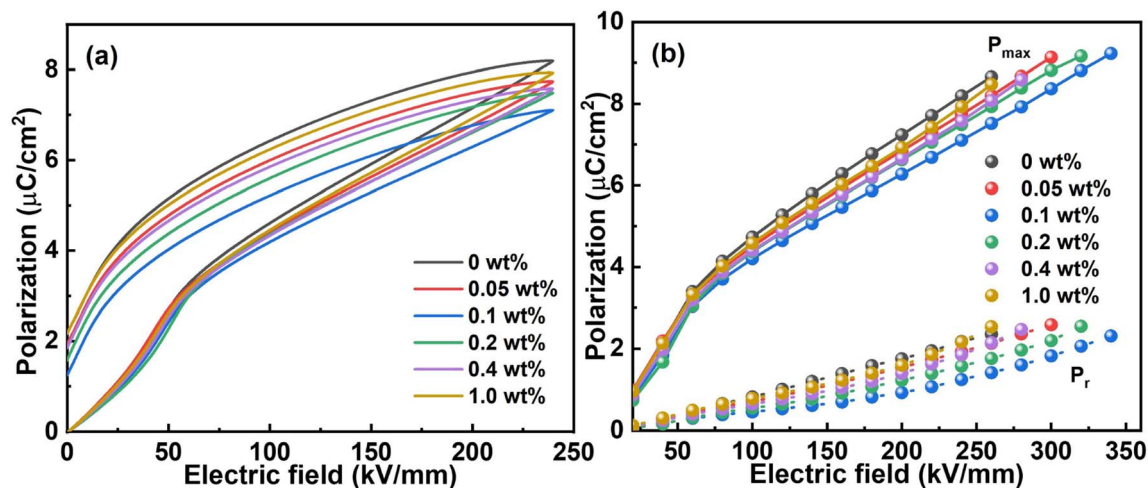 (a)
Polarization (μC/cm²)
8
6
4
2
0
0 wt%
0.05 wt%
0.1 wt%
0.2 wt%
0.4 wt%
1.0 wt%
0 50 100 150 200 250
Electric field (kV/mm)
(b)
Polarization (μC/cm²)
10
8
6
4
2
0
Pmax
0 wt%
0.05 wt%
0.1 wt%
0.2 wt%
0.4 wt%
1.0 wt%
Pr
50 100 150 200 250 300 350
Electric field (kV/mm)